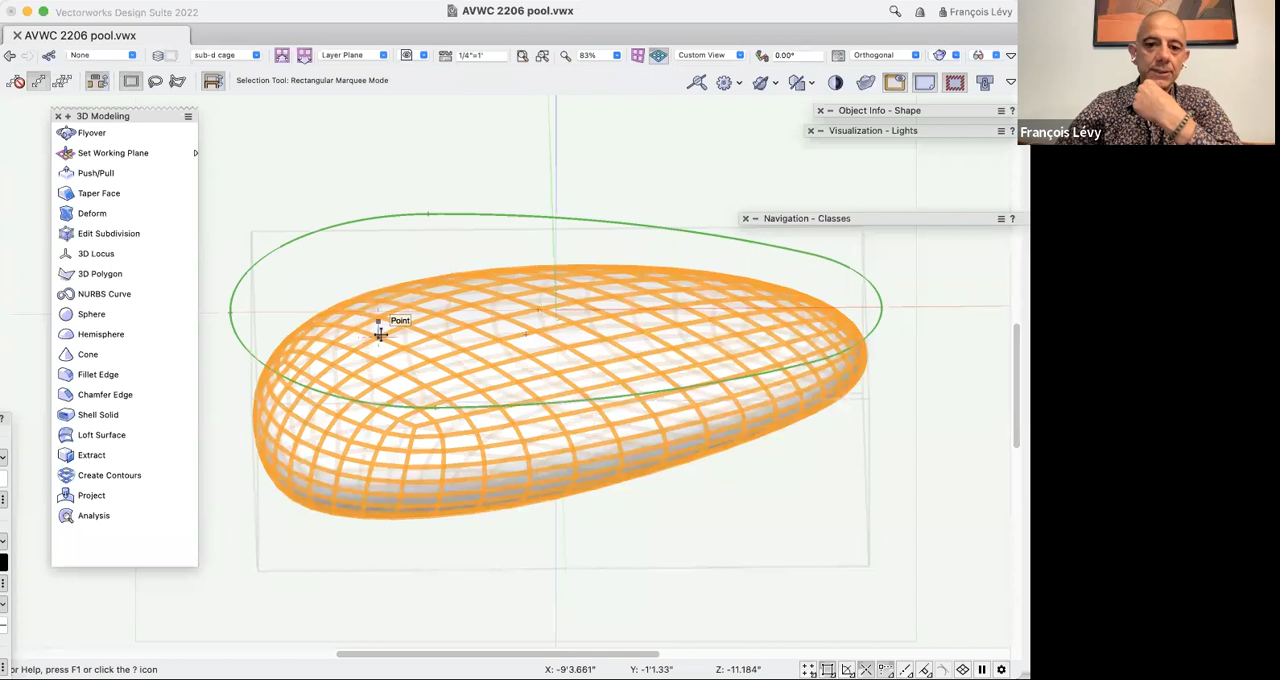 Vectorworks Design Suite 2022
AVWC 2206 pool.vwx
François Lévy
AVWC 2206 pool.vwx
None
sub-d cage
Layer Plane
1/4"=1'
83%
Custom View
0.00°
Orthogonal
Selection Tool: Rectangular Marquee Mode
3D Modeling
Flyover
Set Working Plane
Push/Pull
Taper Face
Deform
Edit Subdivision
3D Locus
3D Polygon
NURBS Curve
Sphere
Hemisphere
Cone
Fillet Edge
Chamfer Edge
Shell Solid
Loft Surface
Extract
Create Contours
Project
Analysis
Object Info - Shape
?
Visualization - Lights
?
Navigation - Classes
?
Point
François Lévy
?
or Help, press F1 or click the ? icon
X: -9'3.661"
Y: -1'1.33"
Z: -11.184"